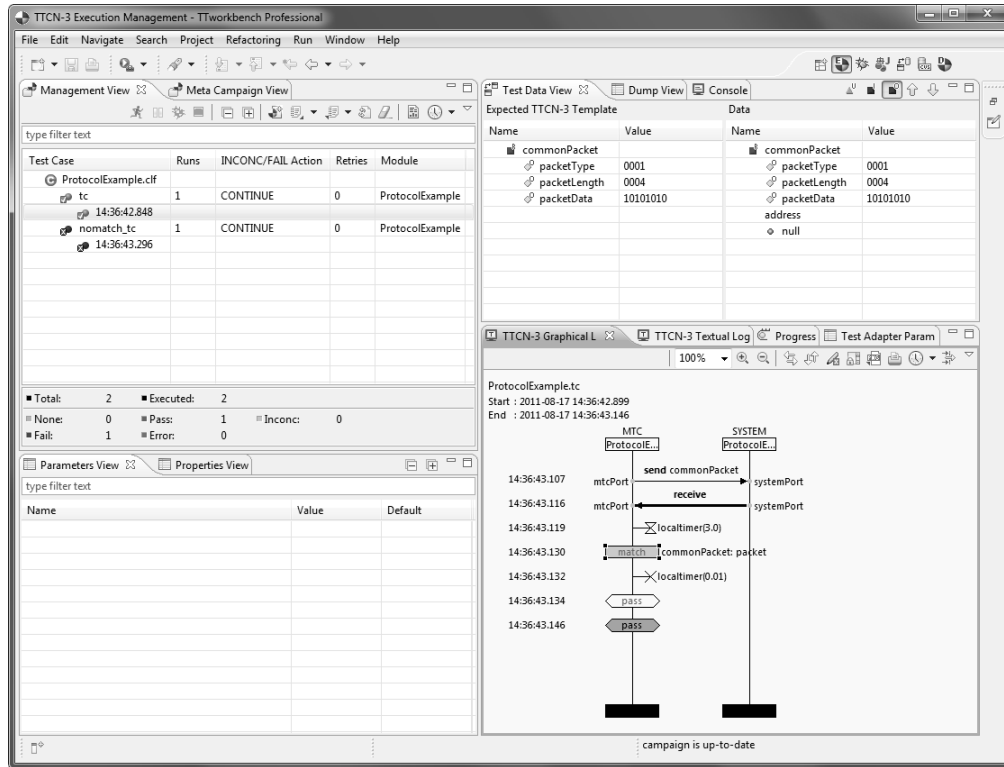 TTCN-3 Execution Management - TTworkbench Professional
File Edit Navigate Search Project Refactoring Run Window Help
Management View Meta Campaign View
type filter text
Test Case Runs INCONC/FAIL Action Retries Module
ProtocolExample.clf
tc 1 CONTINUE 0 ProtocolExample
14:36:42.848
nomatch_tc 1 CONTINUE 0 ProtocolExample
14:36:43.296
Total: 2 Executed: 2
None: 0 Pass: 1 Inconc: 0
Fail: 1 Error: 0
Parameters View Properties View
type filter text
Name Value Default
Test Data View Dump View Console
Expected TTCN-3 Template Data
Name Value Name Value
commonPacket commonPacket
packetType 0001 packetType 0001
packetLength 0004 packetLength 0004
packetData 10101010 packetData 10101010
address
null
TTCN-3 Graphical L TTCN-3 Textual Log Progress Test Adapter Param
100%
ProtocolExample.tc
Start : 2011-08-17 14:36:42.899
End : 2011-08-17 14:36:43.146
MTC SYSTEM
ProtocolE... ProtocolE...
send commonPacket
14:36:43.107 mtcPort systemPort
receive
14:36:43.116 mtcPort systemPort
14:36:43.119 localtimer(3.0)
14:36:43.130 match commonPacket: packet
14:36:43.132 localtimer(0.01)
14:36:43.134 pass
14:36:43.146 pass
campaign is up-to-date